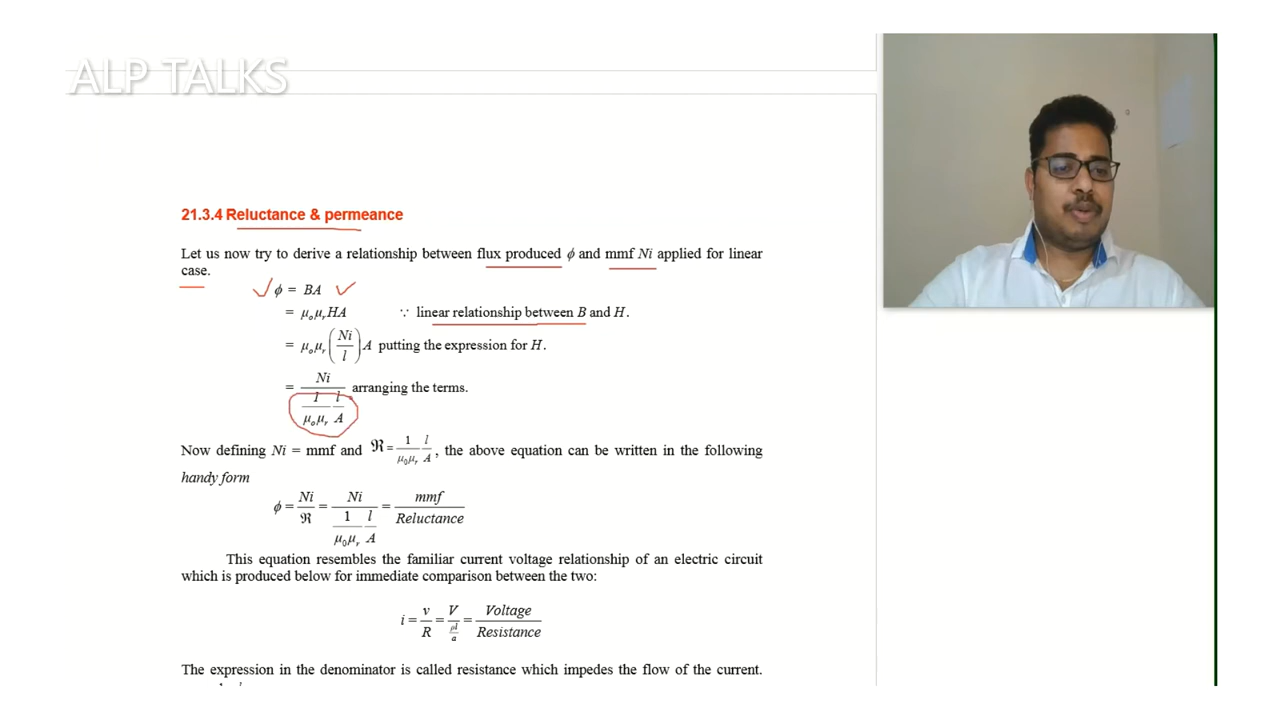 ALP TALKS
21.3.4 Reluctance & permeance
Let us now try to derive a relationship between flux produced ϕ and mmf Ni applied for linear
case.
ϕ = BA
= μₒμᵣHA ∵ linear relationship between B and H.
= μₒμᵣ(Ni/l)A putting the expression for H.
= Ni / (1/(μₒμᵣ) l/A) arranging the terms.
Now defining Ni = mmf and ℜ = 1/(μ₀μᵣ) l/A, the above equation can be written in the following
handy form
ϕ = Ni/ℜ = Ni / (1/(μ₀μᵣ) l/A) = mmf/Reluctance
This equation resembles the familiar current voltage relationship of an electric circuit
which is produced below for immediate comparison between the two:
i = v/R = V/(ρl/a) = Voltage/Resistance
The expression in the denominator is called resistance which impedes the flow of the current.